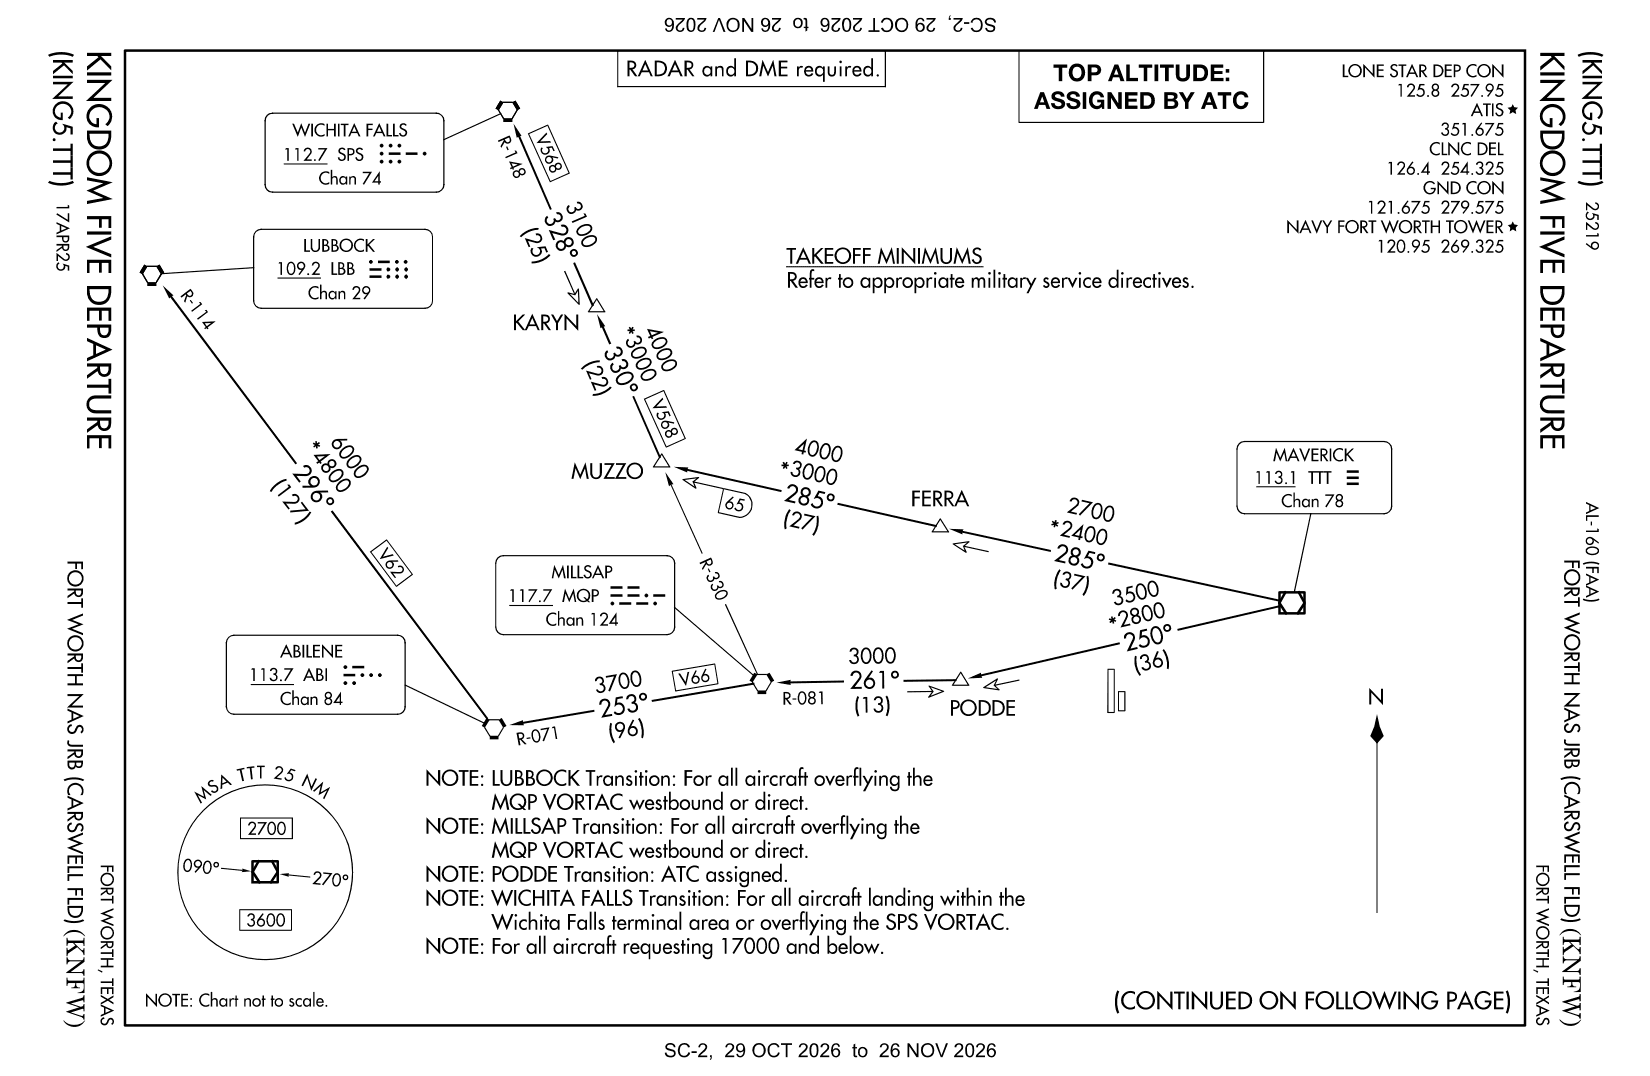 SC-2, 29 OCT 2026 to 26 NOV 2026
(KING5.TTT) 17APR25
KINGDOM FIVE DEPARTURE
FORT WORTH NAS JRB (CARSWELL FLD) (KNFW)
FORT WORTH, TEXAS
RADAR and DME required.
TOP ALTITUDE:
ASSIGNED BY ATC
LONE STAR DEP CON
125.8 257.95
ATIS ★
351.675
CLNC DEL
126.4 254.325
GND CON
121.675 279.575
NAVY FORT WORTH TOWER ★
120.95 269.325
(KING5.TTT) 25219
KINGDOM FIVE DEPARTURE
AL-160 (FAA)
FORT WORTH NAS JRB (CARSWELL FLD) (KNFW)
FORT WORTH, TEXAS
WICHITA FALLS
112.7 SPS
Chan 74
R-148
V568
3100
328°
(25)
LUBBOCK
109.2 LBB
Chan 29
R-114
KARYN
TAKEOFF MINIMUMS
Refer to appropriate military service directives.
4000
*3000
330°
(22)
V568
6000
*4800
296°
(127)
V62
MUZZO
65
4000
*3000
285°
(27)
FERRA
2700
*2400
285°
(37)
MAVERICK
113.1 TTT
Chan 78
MILLSAP
117.7 MQP
Chan 124
R-330
3500
*2800
250°
(36)
ABILENE
113.7 ABI
Chan 84
R-071
3700
253°
(96)
V66
R-081
3000
261°
(13)
PODDE
N
MSA TTT 25 NM
2700
090°
270°
3600
NOTE: LUBBOCK Transition: For all aircraft overflying the
MQP VORTAC westbound or direct.
NOTE: MILLSAP Transition: For all aircraft overflying the
MQP VORTAC westbound or direct.
NOTE: PODDE Transition: ATC assigned.
NOTE: WICHITA FALLS Transition: For all aircraft landing within the
Wichita Falls terminal area or overflying the SPS VORTAC.
NOTE: For all aircraft requesting 17000 and below.
NOTE: Chart not to scale.
(CONTINUED ON FOLLOWING PAGE)
SC-2, 29 OCT 2026 to 26 NOV 2026